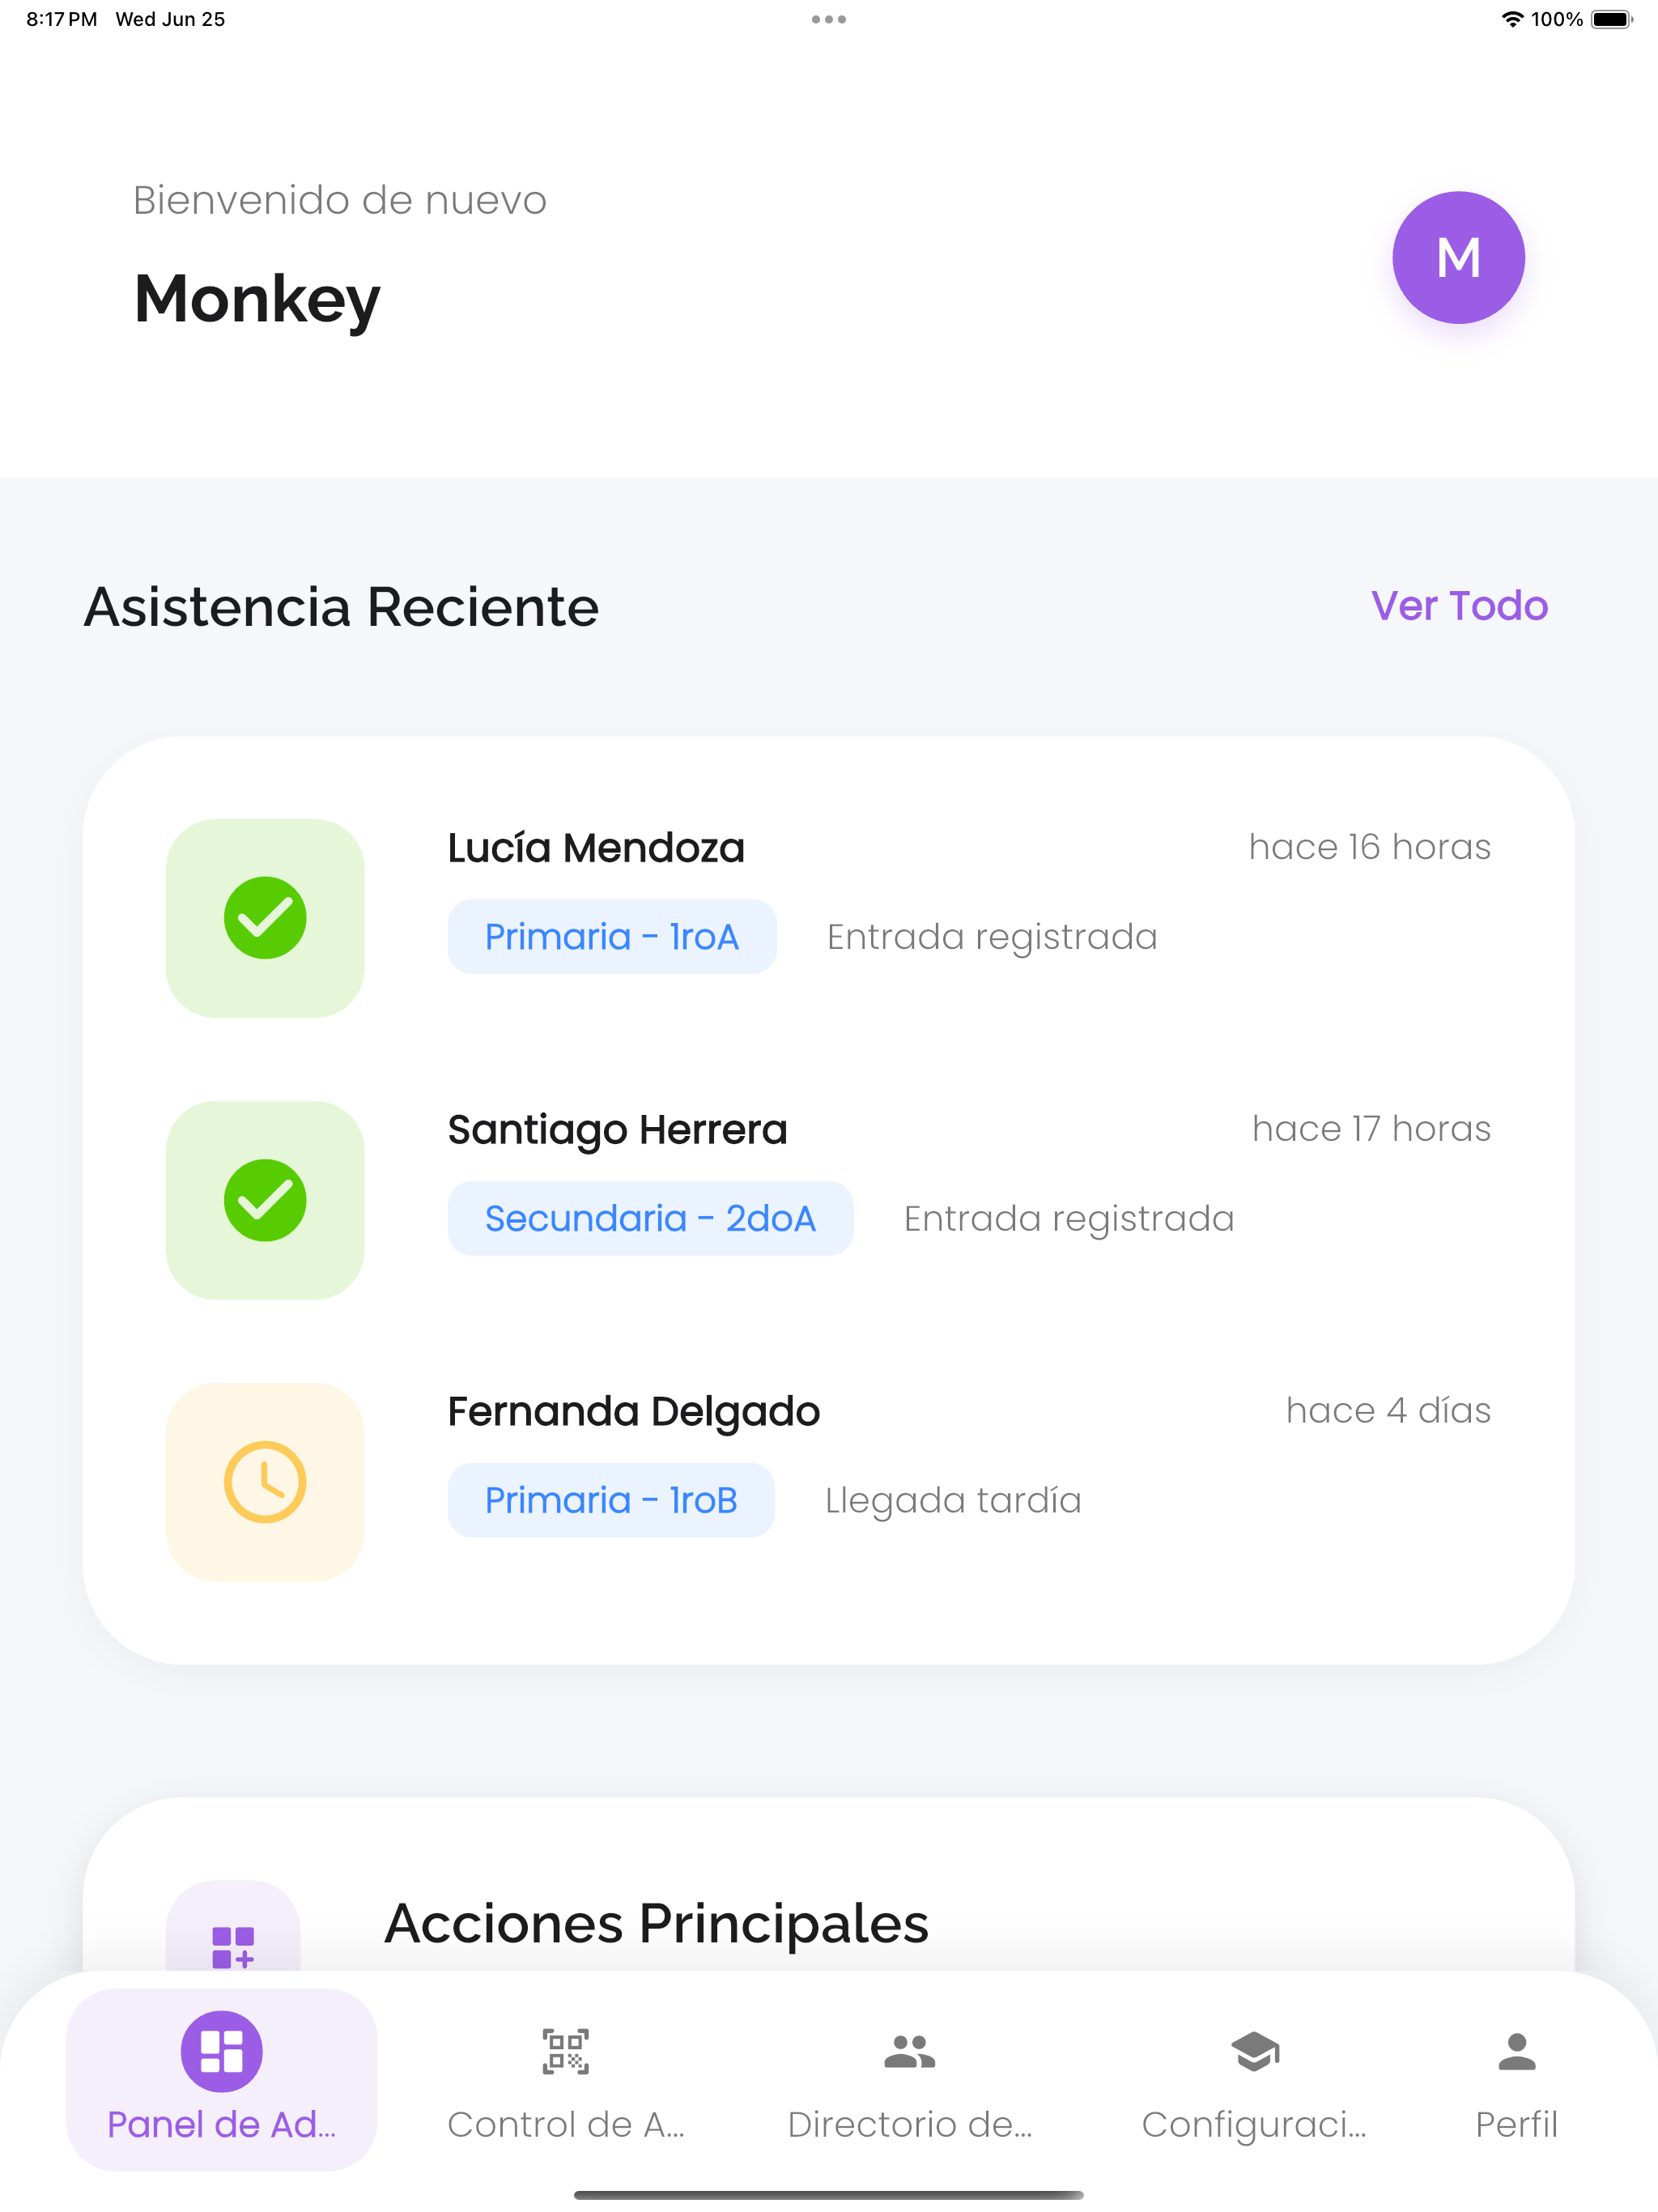 8:17 PM Wed Jun 25
100%
Bienvenido de nuevo
Monkey
M
Asistencia Reciente
Ver Todo
Lucía Mendoza
hace 16 horas
Primaria - 1roA
Entrada registrada
Santiago Herrera
hace 17 horas
Secundaria - 2doA
Entrada registrada
Fernanda Delgado
hace 4 días
Primaria - 1roB
Llegada tardía
Acciones Principales
Panel de Ad...
Control de A...
Directorio de...
Configuraci...
Perfil